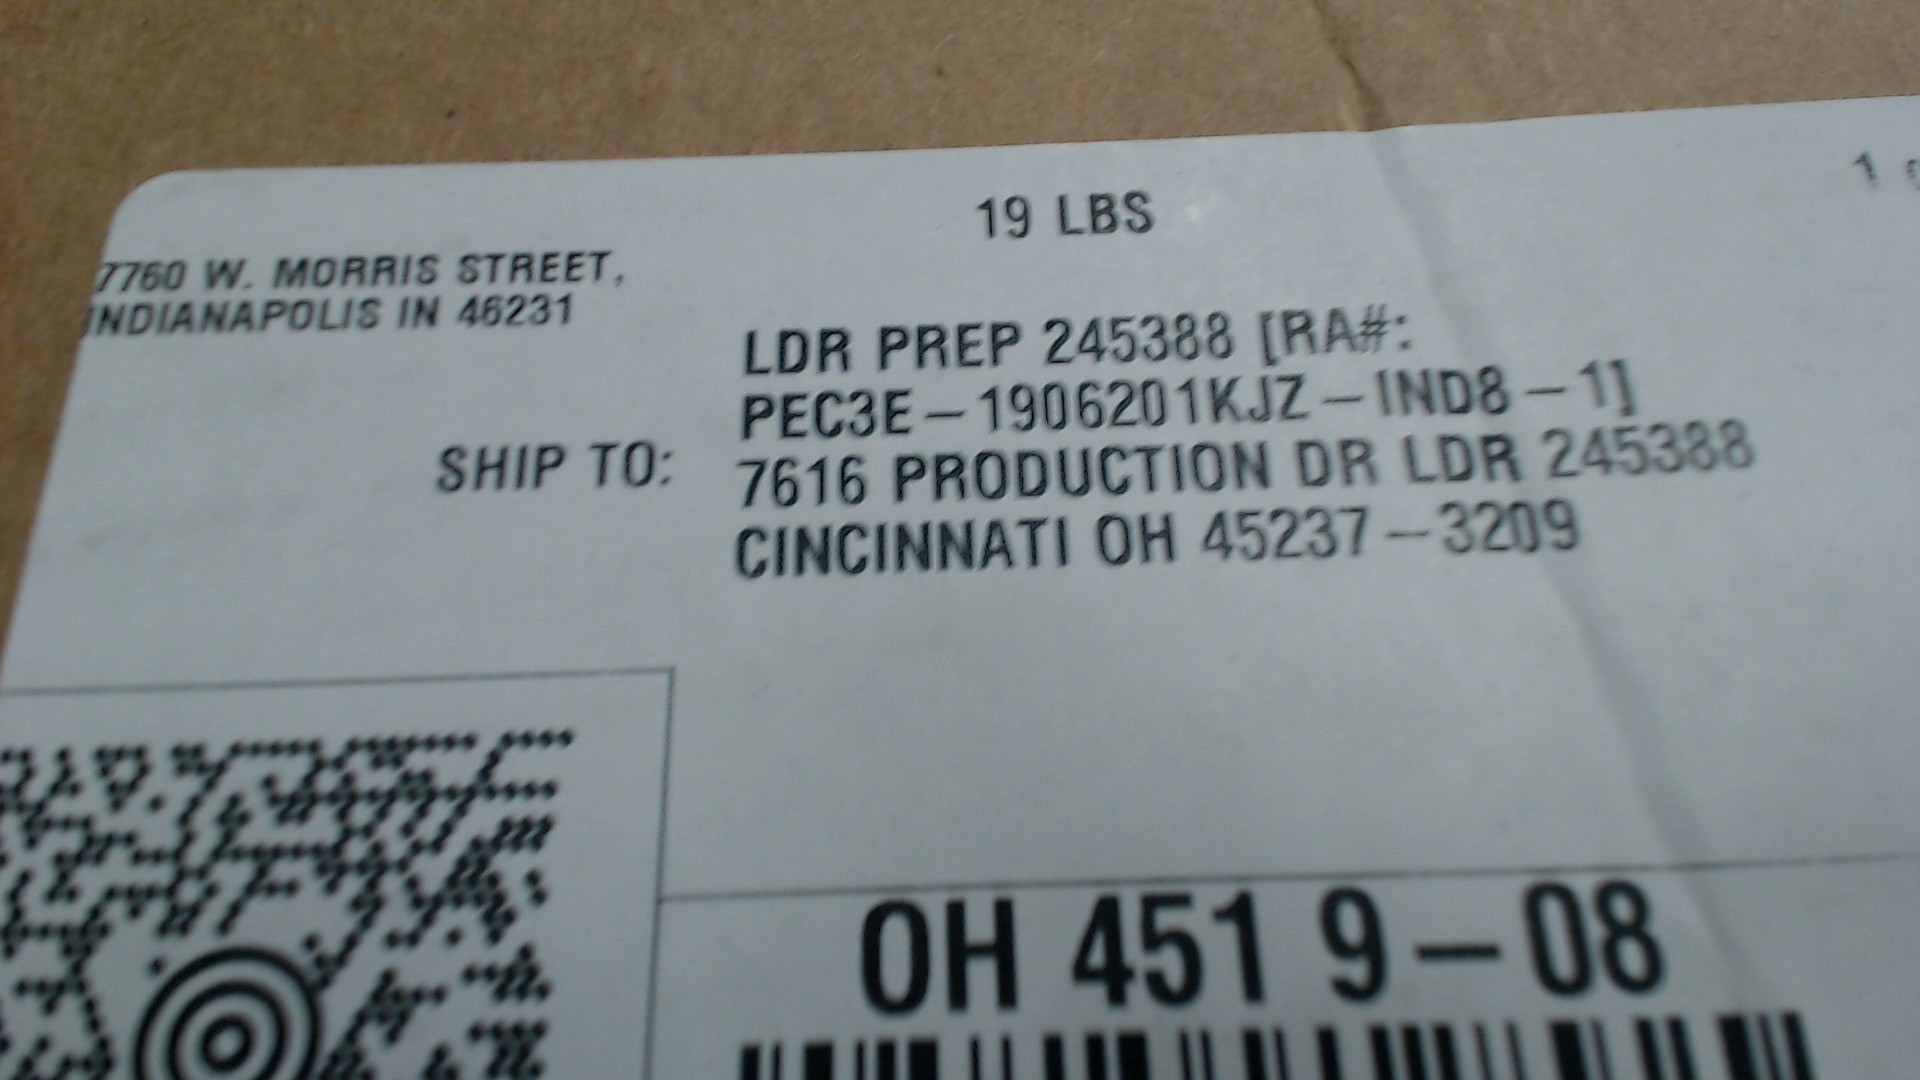 19 LBS
1
7760 W. MORRIS STREET,
INDIANAPOLIS IN 46231
LDR PREP 245388 [RA#:
PEC3E-1906201KJZ-IND8-1]
SHIP TO: 7616 PRODUCTION DR LDR 245388
CINCINNATI OH 45237-3209
OH 451 9-08